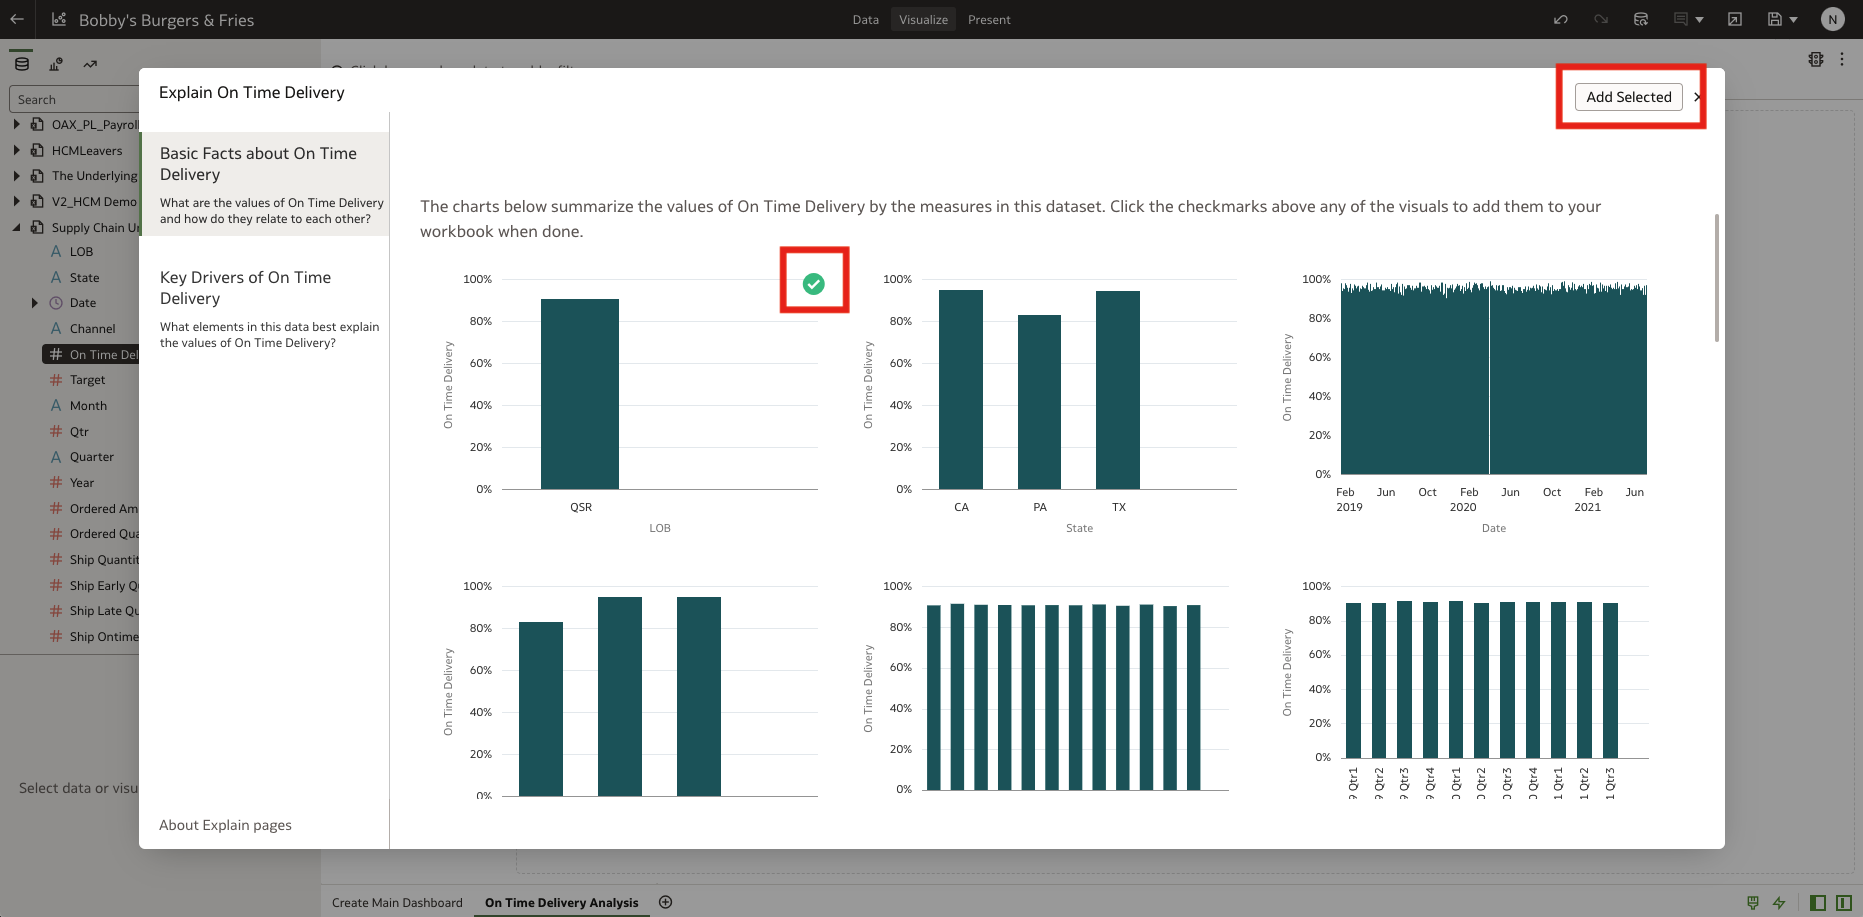 Bobby's Burgers & Fries
Data Visualize Present
N
Search
OAX_PL_Payroll
HCMLeavers
The Underlying
V2_HCM Demo
Supply Chain
A LOB
A State
Date
A Channel
# On Time Del
# Target
A Month
# Qtr
A Quarter
# Year
# Ordered Am
# Ordered Qua
# Ship Quantit
# Ship Early Q
# Ship Late Qu
# Ship Ontime
Select data or visu
Explain On Time Delivery
Add Selected
Basic Facts about On Time
Delivery
What are the values of On Time Delivery
and how do they relate to each other?
Key Drivers of On Time
Delivery
What elements in this data best explain
the values of On Time Delivery?
About Explain pages
The charts below summarize the values of On Time Delivery by the measures in this dataset. Click the checkmarks above any of the visuals to add them to your
workbook when done.
100%
80%
60%
40%
20%
0%
On Time Delivery
QSR
LOB
100%
80%
60%
40%
20%
0%
On Time Delivery
CA PA TX
State
100%
80%
60%
40%
20%
0%
On Time Delivery
Feb Jun Oct Feb Jun Oct Feb Jun
2019 2020 2021
Date
100%
80%
60%
40%
20%
0%
On Time Delivery
100%
80%
60%
40%
20%
0%
On Time Delivery
100%
80%
60%
40%
20%
0%
On Time Delivery
9 Qtr1
9 Qtr2
9 Qtr3
9 Qtr4
0 Qtr1
0 Qtr2
0 Qtr3
0 Qtr4
1 Qtr1
1 Qtr2
1 Qtr3
Create Main Dashboard On Time Delivery Analysis